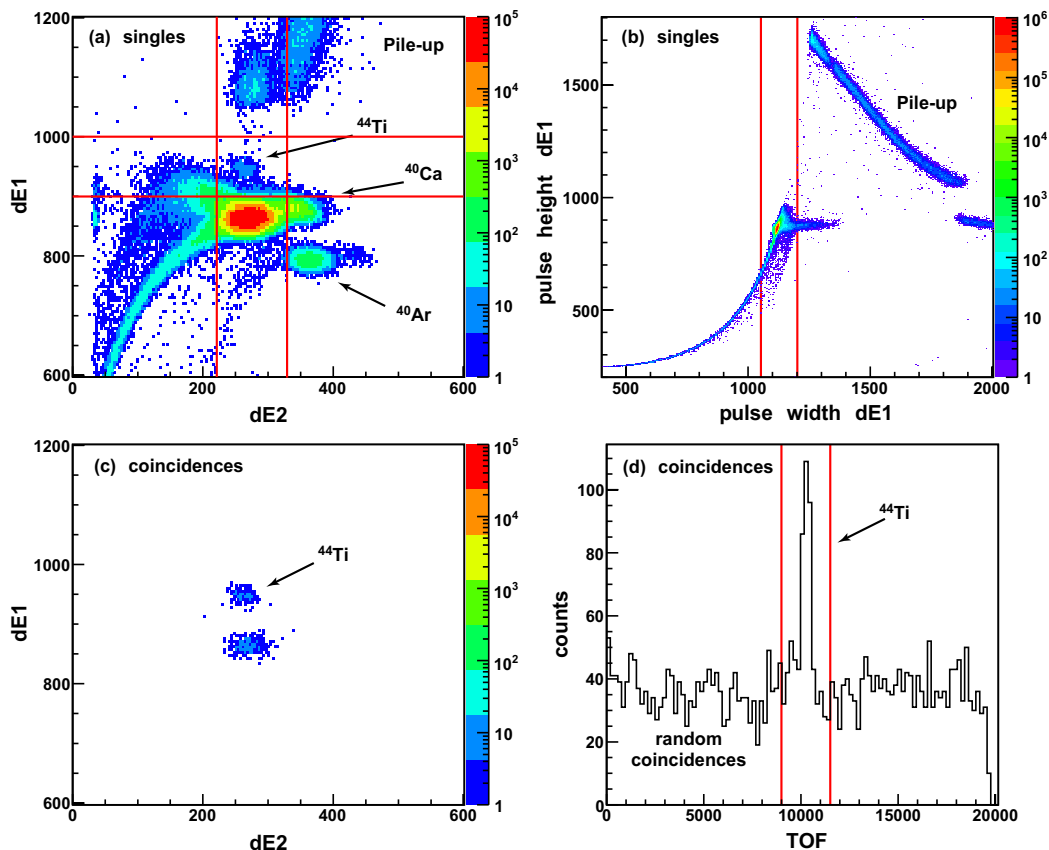 (a) singles
Pile-up
⁴⁴Ti
⁴⁰Ca
⁴⁰Ar
1200
1000
800
600
dE1
0
200
400
600
dE2
10⁵
10⁴
10³
10²
10
1
(b) singles
Pile-up
1500
1000
500
pulse height dE1
500
1000
1500
2000
pulse width dE1
10⁶
10⁵
10⁴
10³
10²
10
1
(c) coincidences
⁴⁴Ti
1200
1000
800
600
dE1
0
200
400
600
dE2
10⁵
10⁴
10³
10²
10
1
(d) coincidences
⁴⁴Ti
random
coincidences
100
80
60
40
20
0
counts
0
5000
10000
15000
20000
TOF